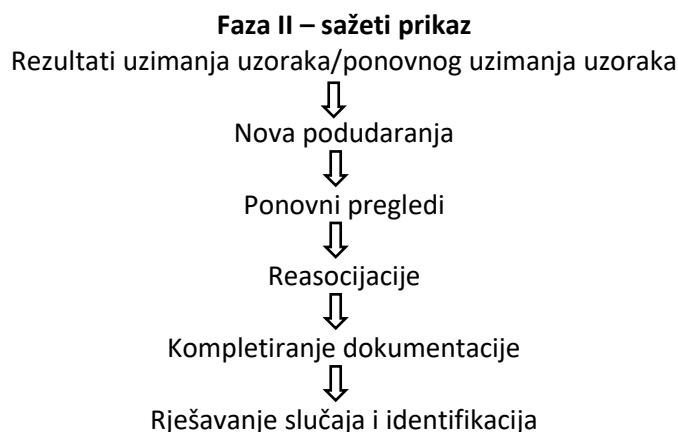 Faza II – sažeti prikaz
Rezultati uzimanja uzoraka/ponovnog uzimanja uzoraka
Nova podudaranja
Ponovni pregledi
Reasocijacije
Kompletiranje dokumentacije
Rješavanje slučaja i identifikacija